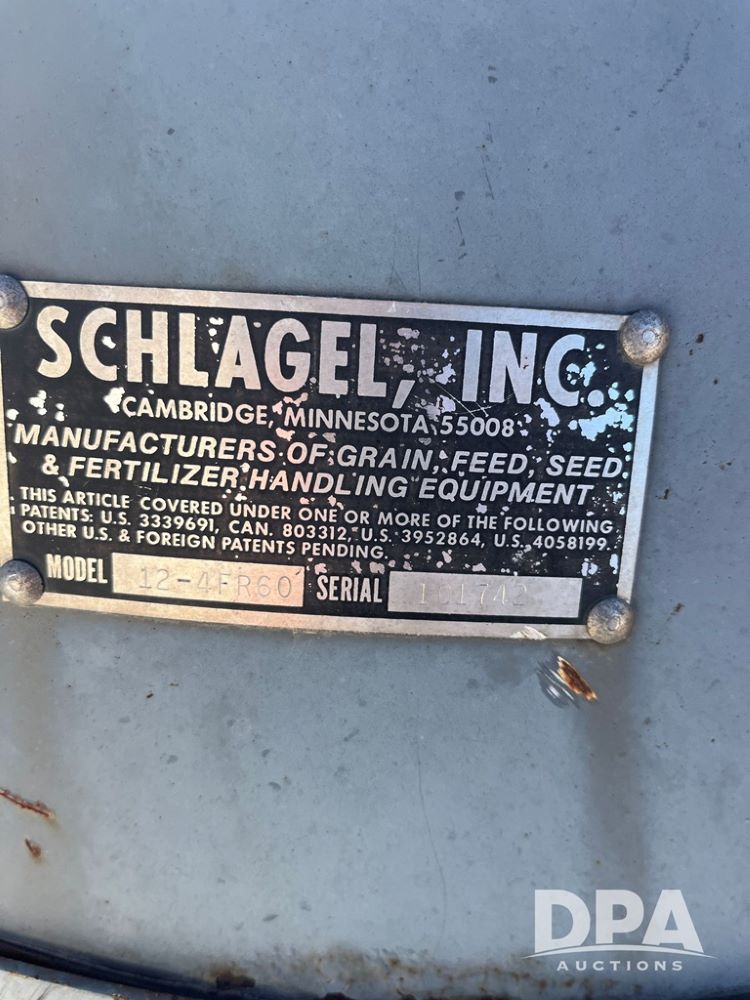 SCHLAGEL, INC.
CAMBRIDGE, MINNESOTA 55008
MANUFACTURERS OF GRAIN, FEED, SEED
& FERTILIZER HANDLING EQUIPMENT
THIS ARTICLE COVERED UNDER ONE OR MORE OF THE FOLLOWING
PATENTS: U.S. 3339691, CAN. 803312, U.S. 3952864, U.S. 4058199.
OTHER U.S. & FOREIGN PATENTS PENDING.
MODEL 12-4FR60 SERIAL 101742
DPA
AUCTIONS